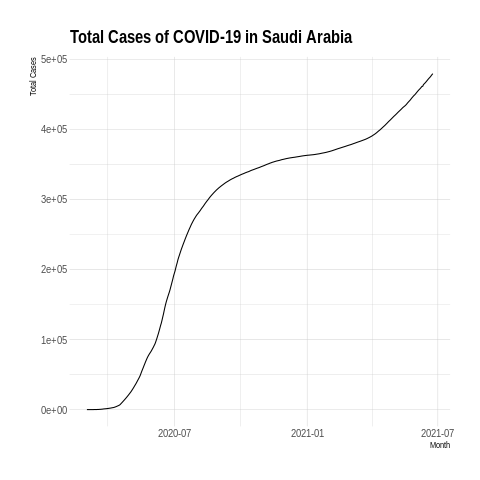 Total Cases of COVID-19 in Saudi Arabia
Total Cases
5e+05
4e+05
3e+05
2e+05
1e+05
0e+00
2020-07
2021-01
2021-07
Month